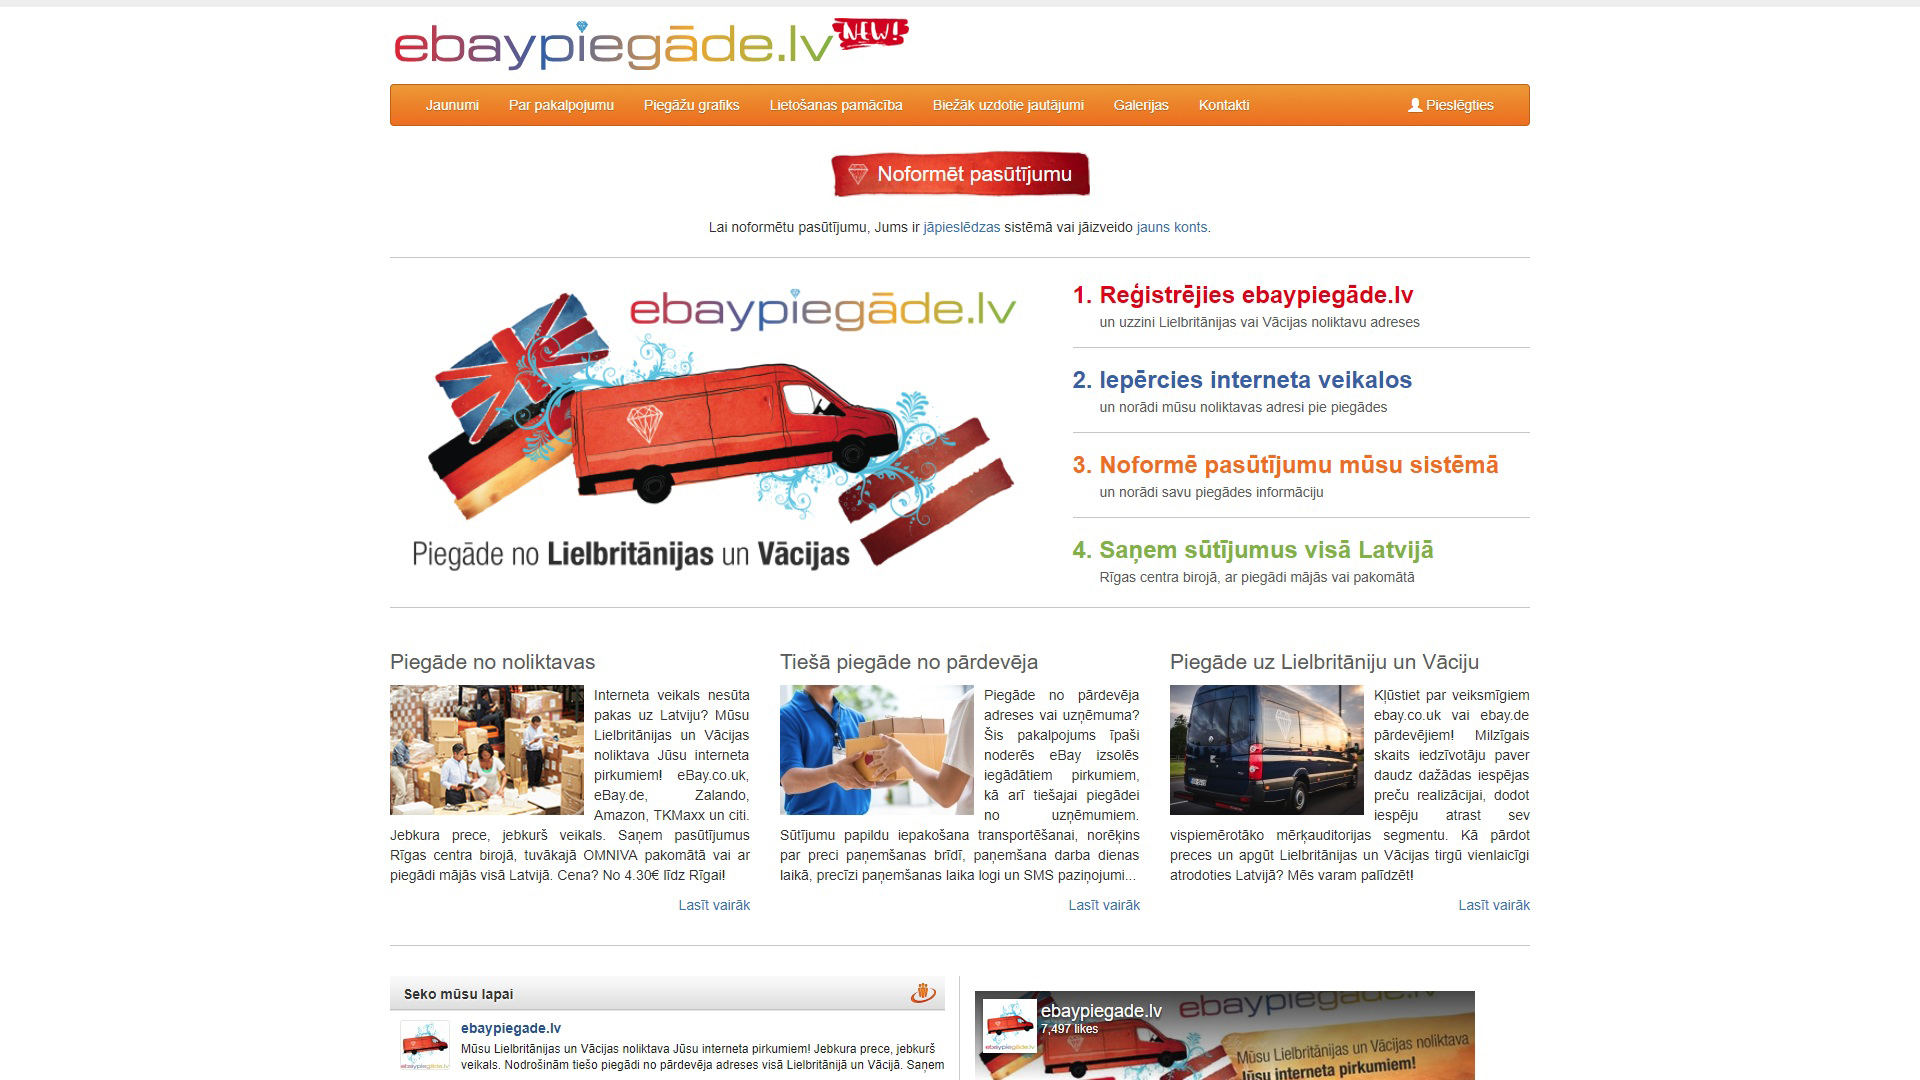 ebaypiegāde.lv NEW!
Jaunumi Par pakalpojumu Piegāžu grafiks Lietošanas pamācība Biežāk uzdotie jautājumi Galerijas Kontakti Pieslēgties
Noformēt pasūtījumu
Lai noformētu pasūtījumu, Jums ir jāpieslēdzas sistēmā vai jāizveido jauns konts.
ebaypiegāde.lv
Piegāde no Lielbritānijas un Vācijas
1. Reģistrējies ebaypiegāde.lv
un uzzini Lielbritānijas vai Vācijas noliktavu adreses
2. Iepērcies interneta veikalos
un norādi mūsu noliktavas adresi pie piegādes
3. Noformē pasūtījumu mūsu sistēmā
un norādi savu piegādes informāciju
4. Saņem sūtījumus visā Latvijā
Rīgas centra birojā, ar piegādi mājās vai pakomātā
Piegāde no noliktavas
Interneta veikals nesūta
pakas uz Latviju? Mūsu
Lielbritānijas un Vācijas
noliktava Jūsu interneta
pirkumiem! eBay.co.uk,
eBay.de, Zalando,
Amazon, TKMaxx un citi.
Jebkura prece, jebkurš veikals. Saņem pasūtījumus
Rīgas centra birojā, tuvākajā OMNIVA pakomātā vai ar
piegādi mājās visā Latvijā. Cena? No 4.30€ līdz Rīgai!
Lasīt vairāk
Tiešā piegāde no pārdevēja
Piegāde no pārdevēja
adreses vai uzņēmuma?
Šis pakalpojums īpaši
noderēs eBay izsolēs
iegādātiem pirkumiem,
kā arī tiešajai piegādei
no uzņēmumiem.
Sūtījumu papildu iepakošana transportēšanai, norēķins
par preci paņemšanas brīdī, paņemšana darba dienas
laikā, precīzi paņemšanas laika logi un SMS paziņojumi...
Lasīt vairāk
Piegāde uz Lielbritāniju un Vāciju
Kļūstiet par veiksmīgiem
ebay.co.uk vai ebay.de
pārdevējiem! Milzīgais
skaits iedzīvotāju paver
daudz dažādas iespējas
preču realizācijai, dodot
iespēju atrast sev
vispiemērotāko mērķauditorijas segmentu. Kā pārdot
preces un apgūt Lielbritānijas un Vācijas tirgū vienlaicīgi
atrodoties Latvijā? Mēs varam palīdzēt!
Lasīt vairāk
Seko mūsu lapai
ebaypiegade.lv
Mūsu Lielbritānijas un Vācijas noliktava Jūsu interneta pirkumiem! Jebkura prece, jebkurš
veikals. Nodrošinām tiešo piegādi no pārdevēja adreses visā Lielbritānijā un Vācijā. Saņem
ebaypiegāde.lv
ebaypiegāde.lv
ebaypiegade.lv
7,497 likes
ebaypiegāde.lv
Mūsu Lielbritānijas un Vācijas noliktava
Jūsu interneta pirkumiem!